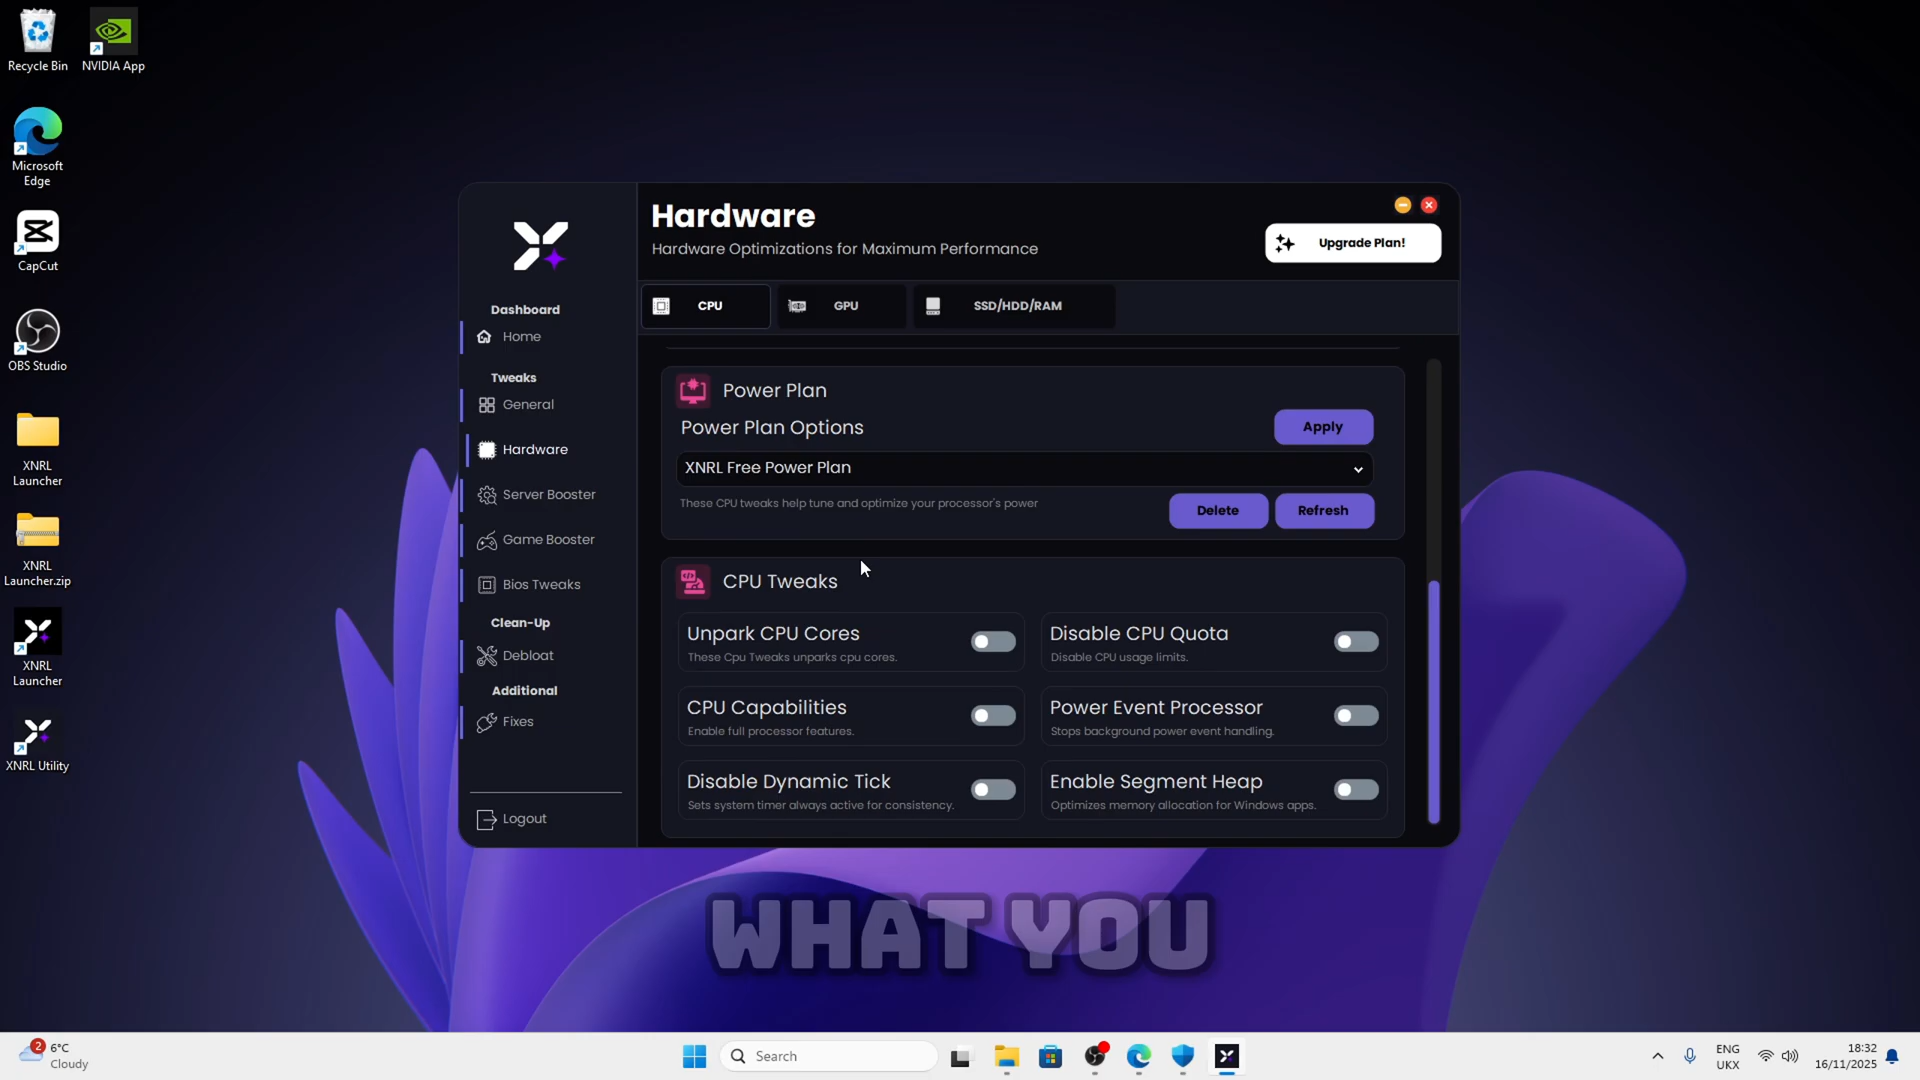 Recycle Bin
NVIDIA App
Microsoft
Edge
CapCut
OBS Studio
XNRL
Launcher
XNRL
Launcher.zip
XNRL
Launcher
XNRL Utility
Hardware
Hardware Optimizations for Maximum Performance
Upgrade Plan!
Dashboard
Home
Tweaks
General
Hardware
Server Booster
Game Booster
Bios Tweaks
Clean-Up
Debloat
Additional
Fixes
Logout
CPU
GPU
SSD/HDD/RAM
Power Plan
Power Plan Options
Apply
XNRL Free Power Plan
These CPU tweaks help tune and optimize your processor's power
Delete
Refresh
CPU Tweaks
Unpark CPU Cores
These Cpu Tweaks unparks cpu cores.
Disable CPU Quota
Disable CPU usage limits.
CPU Capabilities
Enable full processor features.
Power Event Processor
Stops background power event handling.
Disable Dynamic Tick
Sets system timer always active for consistency.
Enable Segment Heap
Optimizes memory allocation for Windows apps.
WHAT YOU
2
6°C
Cloudy
Search
ENG
UKX
18:32
16/11/2025